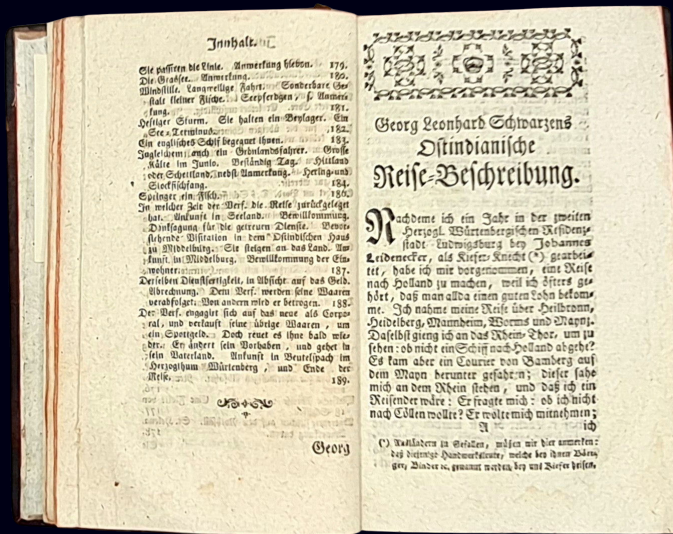 Innhalt.
Sie passiren die Linie. Anmerkung hievon. 179.
Die Grassee. Anmerkung. 180.
Windstille. Langweilige Fahrt. Sonderbare Ge-
stalt kleiner Fische. Seepferdgen, s. Anmer-
kung. 181.
Heftiger Sturm. Sie halten ein Beylager. Ein
See-Terminus. 182.
Ein englisches Schif begegnet ihnen. 183.
Ingleichem auch ein Grönlandsfahrer. Grosse
Kälte im Junio. Beständig Tag. Hittland
oder Schettland, nebst Anmerkung. Hering-und
Stockfischfang. 184.
Springer ein Fisch. 186.
In welcher Zeit der Verf. die Reise zurückgeleget
hat. Ankunft in Seeland. Bewillkommung.
Danksagung für die getreuen Dienste. Bevor-
stehende Visitation in dem Ostindischen Haus
zu Middelburg. Sie steigen an das Land. An-
kunft in Middelburg. Bewillkommung der Ein-
wohner. 187.
Derselben Dienstfertigkeit, in Absicht auf das Geld.
Abrechnung. Dem Verf. werden seine Waaren
verabfolget. Von andern wird er betrogen. 188.
Der Verf. engagirt sich auf das neue als Corpo-
ral, und verkauft seine übrige Waaren, um
ein Spottgeld. Doch reuet es ihne bald wie-
der. Er ändert sein Vorhaben, und gehet in
sein Vaterland. Ankunft in Beutelspach im
Herzogthum Würtenberg, und Ende der
Reise. 189.
Georg
Georg Leonhard Schwarzens
Ostindianische
Reise-Beschreibung.
Nachdeme ich ein Jahr in der zweiten
Herzogl. Würtenbergischen Residenz-
stadt Ludwigsburg bey Johannes
Leidenecker, als Kiefer-Knecht (*) gearbei-
tet, habe ich mir vorgenommen, eine Reise
nach Holland zu machen, weil ich öfters ge-
hört, daß man allda einen guten Lohn bekom-
me. Ich nahme meine Reise über Heilbronn,
Heidelberg, Mannheim, Worms und Maynz.
Daselbst gieng ich an das Rhein-Thor, um zu
sehen: ob nicht ein Schiff nach Holland abgehe?
Es kam aber ein Courier von Bamberg auf
dem Mayn herunter gefahren; dieser sahe
mich an dem Rhein stehen, und daß ich ein
Reisender wäre: Er fragte mich: ob ich nicht
nach Cöllen wollte? Er wolte mich mitnehmen;
A ich
(*) Ausländern zu Gefallen, müßen wir hier anmerken:
daß diejenige Handwerksleute, welche bey ihnen Bött-
ger, Binder ꝛc. genannt werden, bey uns Kiefer heisen.